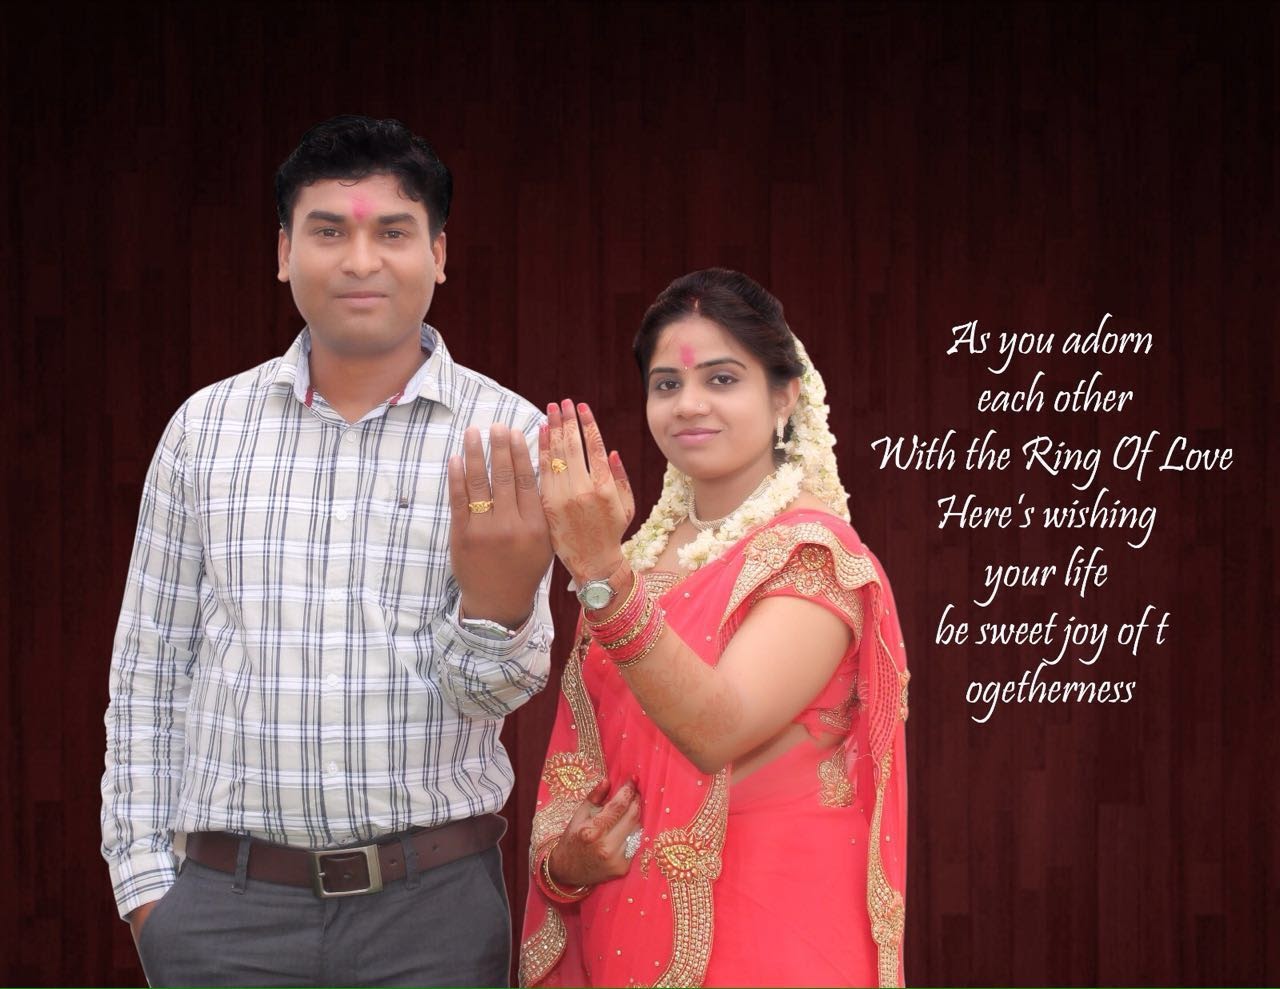 As you adorn
each other
With the Ring Of Love
Here's wishing
your life
be sweet joy of t
ogetherness